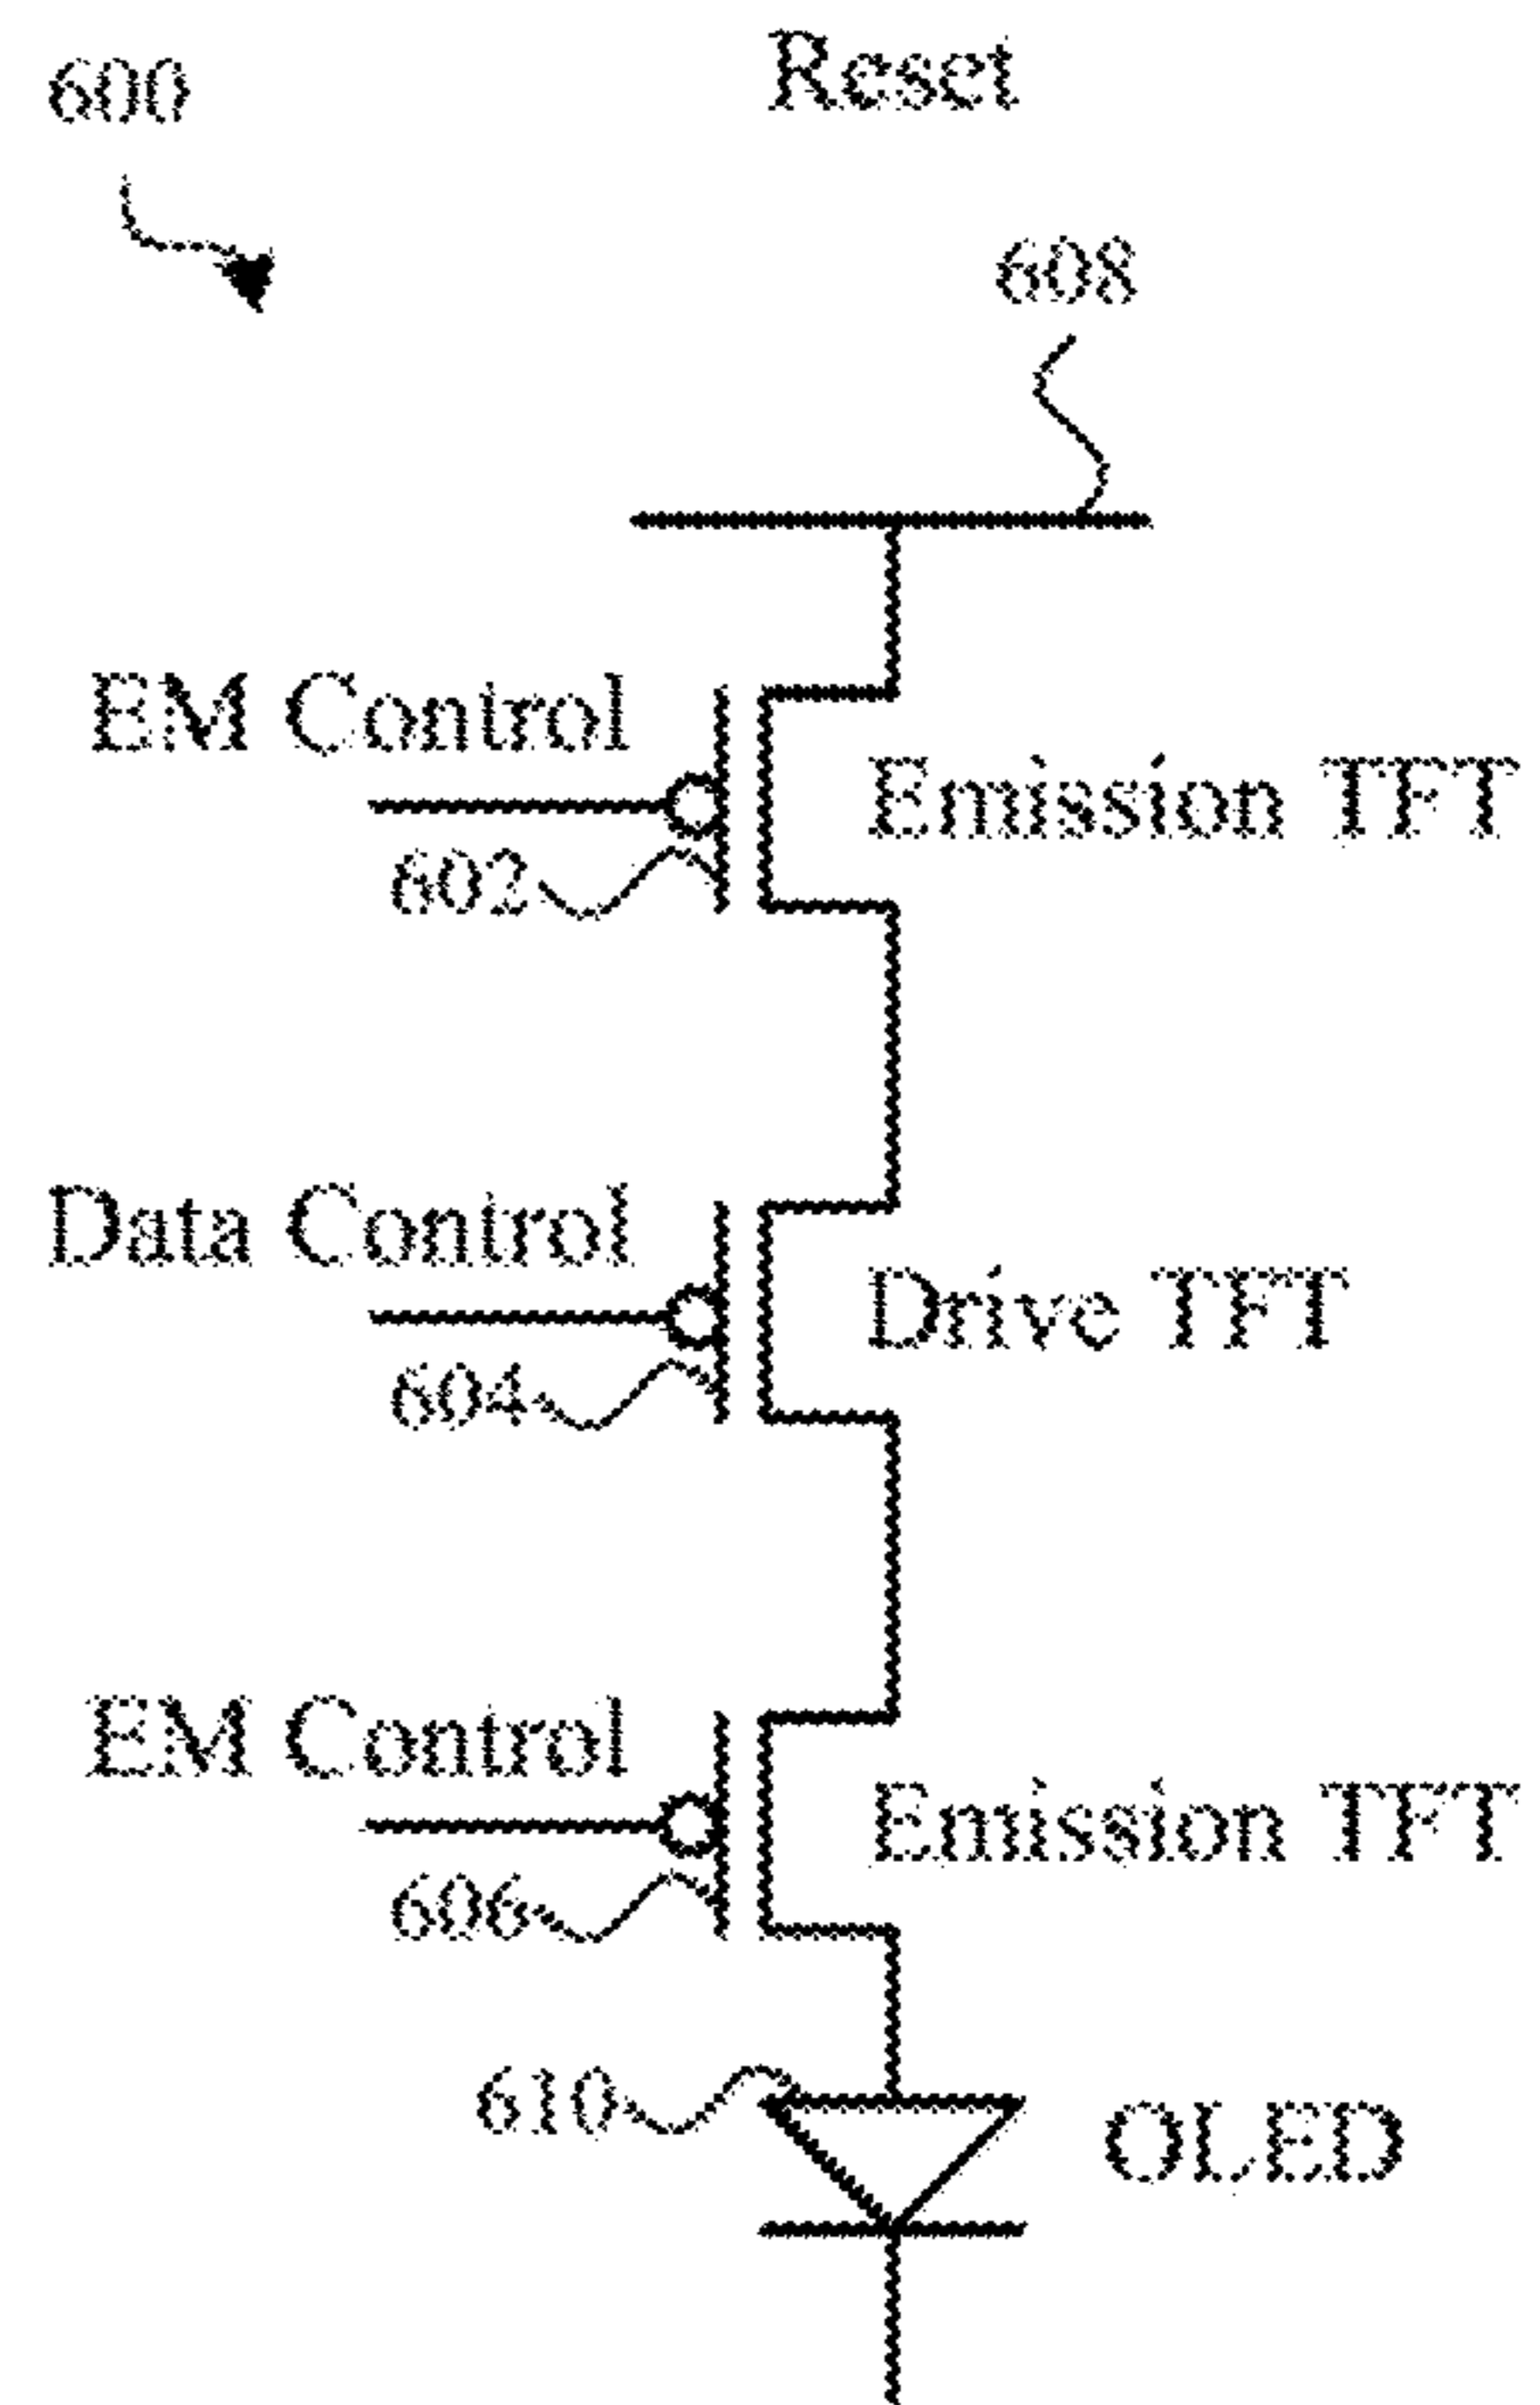 600
Reset
608
EM Control
Emission TFT
602
Data Control
Drive TFT
604
EM Control
Emission TFT
606
610
OLED